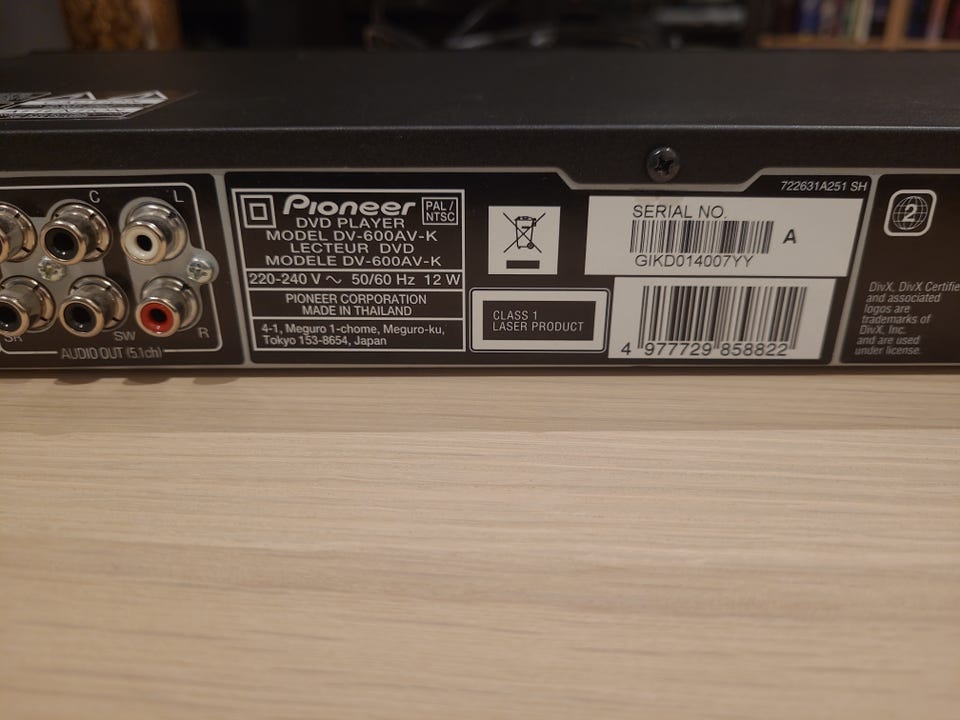 C
L
SR
SW
R
AUDIO OUT (5.1ch)
Pioneer
PAL/
NTSC
DVD PLAYER
MODEL DV-600AV-K
LECTEUR DVD
MODELE DV-600AV-K
220-240 V ~ 50/60 Hz 12 W
PIONEER CORPORATION
MADE IN THAILAND
4-1, Meguro 1-chome, Meguro-ku,
Tokyo 153-8654, Japan
CLASS 1
LASER PRODUCT
722631A251 SH
SERIAL NO.
A
GIKD014007YY
4 977729 858822
2
DivX, DivX Certifie
and associated
logos are
trademarks of
DivX, Inc.
and are used
under license.